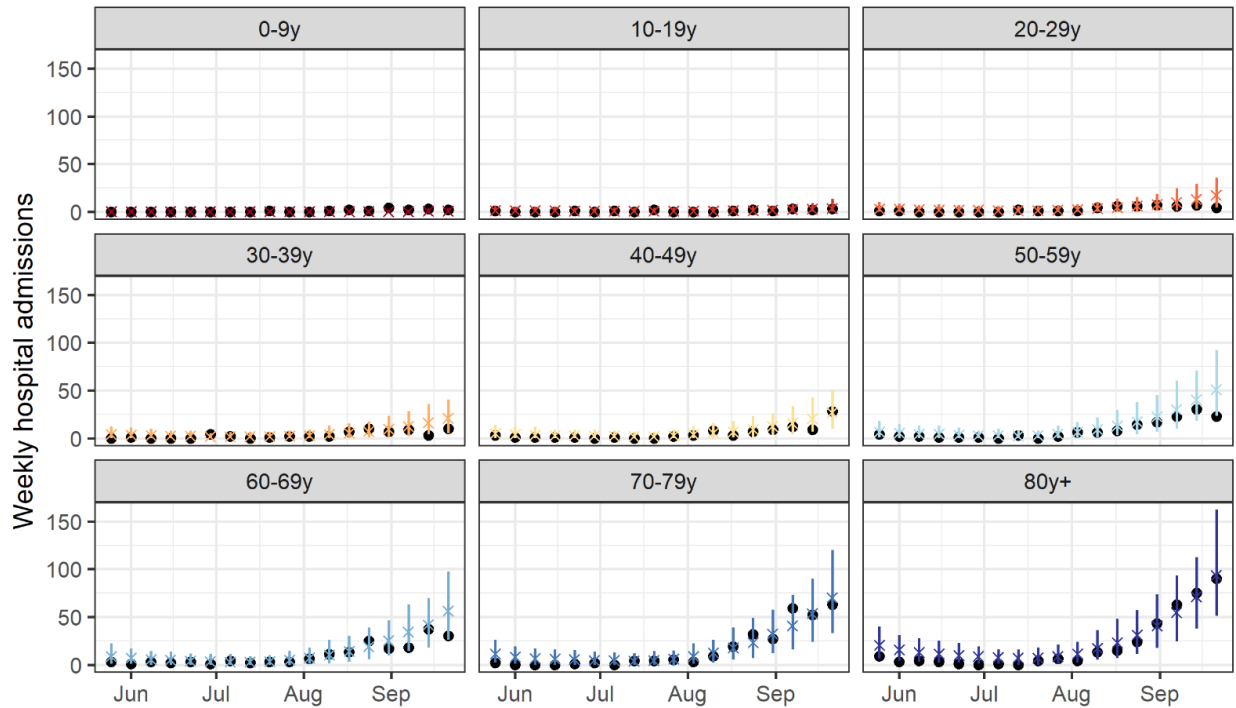 Weekly hospital admissions
0-9y
10-19y
20-29y
150
100
50
0
30-39y
40-49y
50-59y
150
100
50
0
60-69y
70-79y
80y+
150
100
50
0
Jun Jul Aug Sep
Jun Jul Aug Sep
Jun Jul Aug Sep